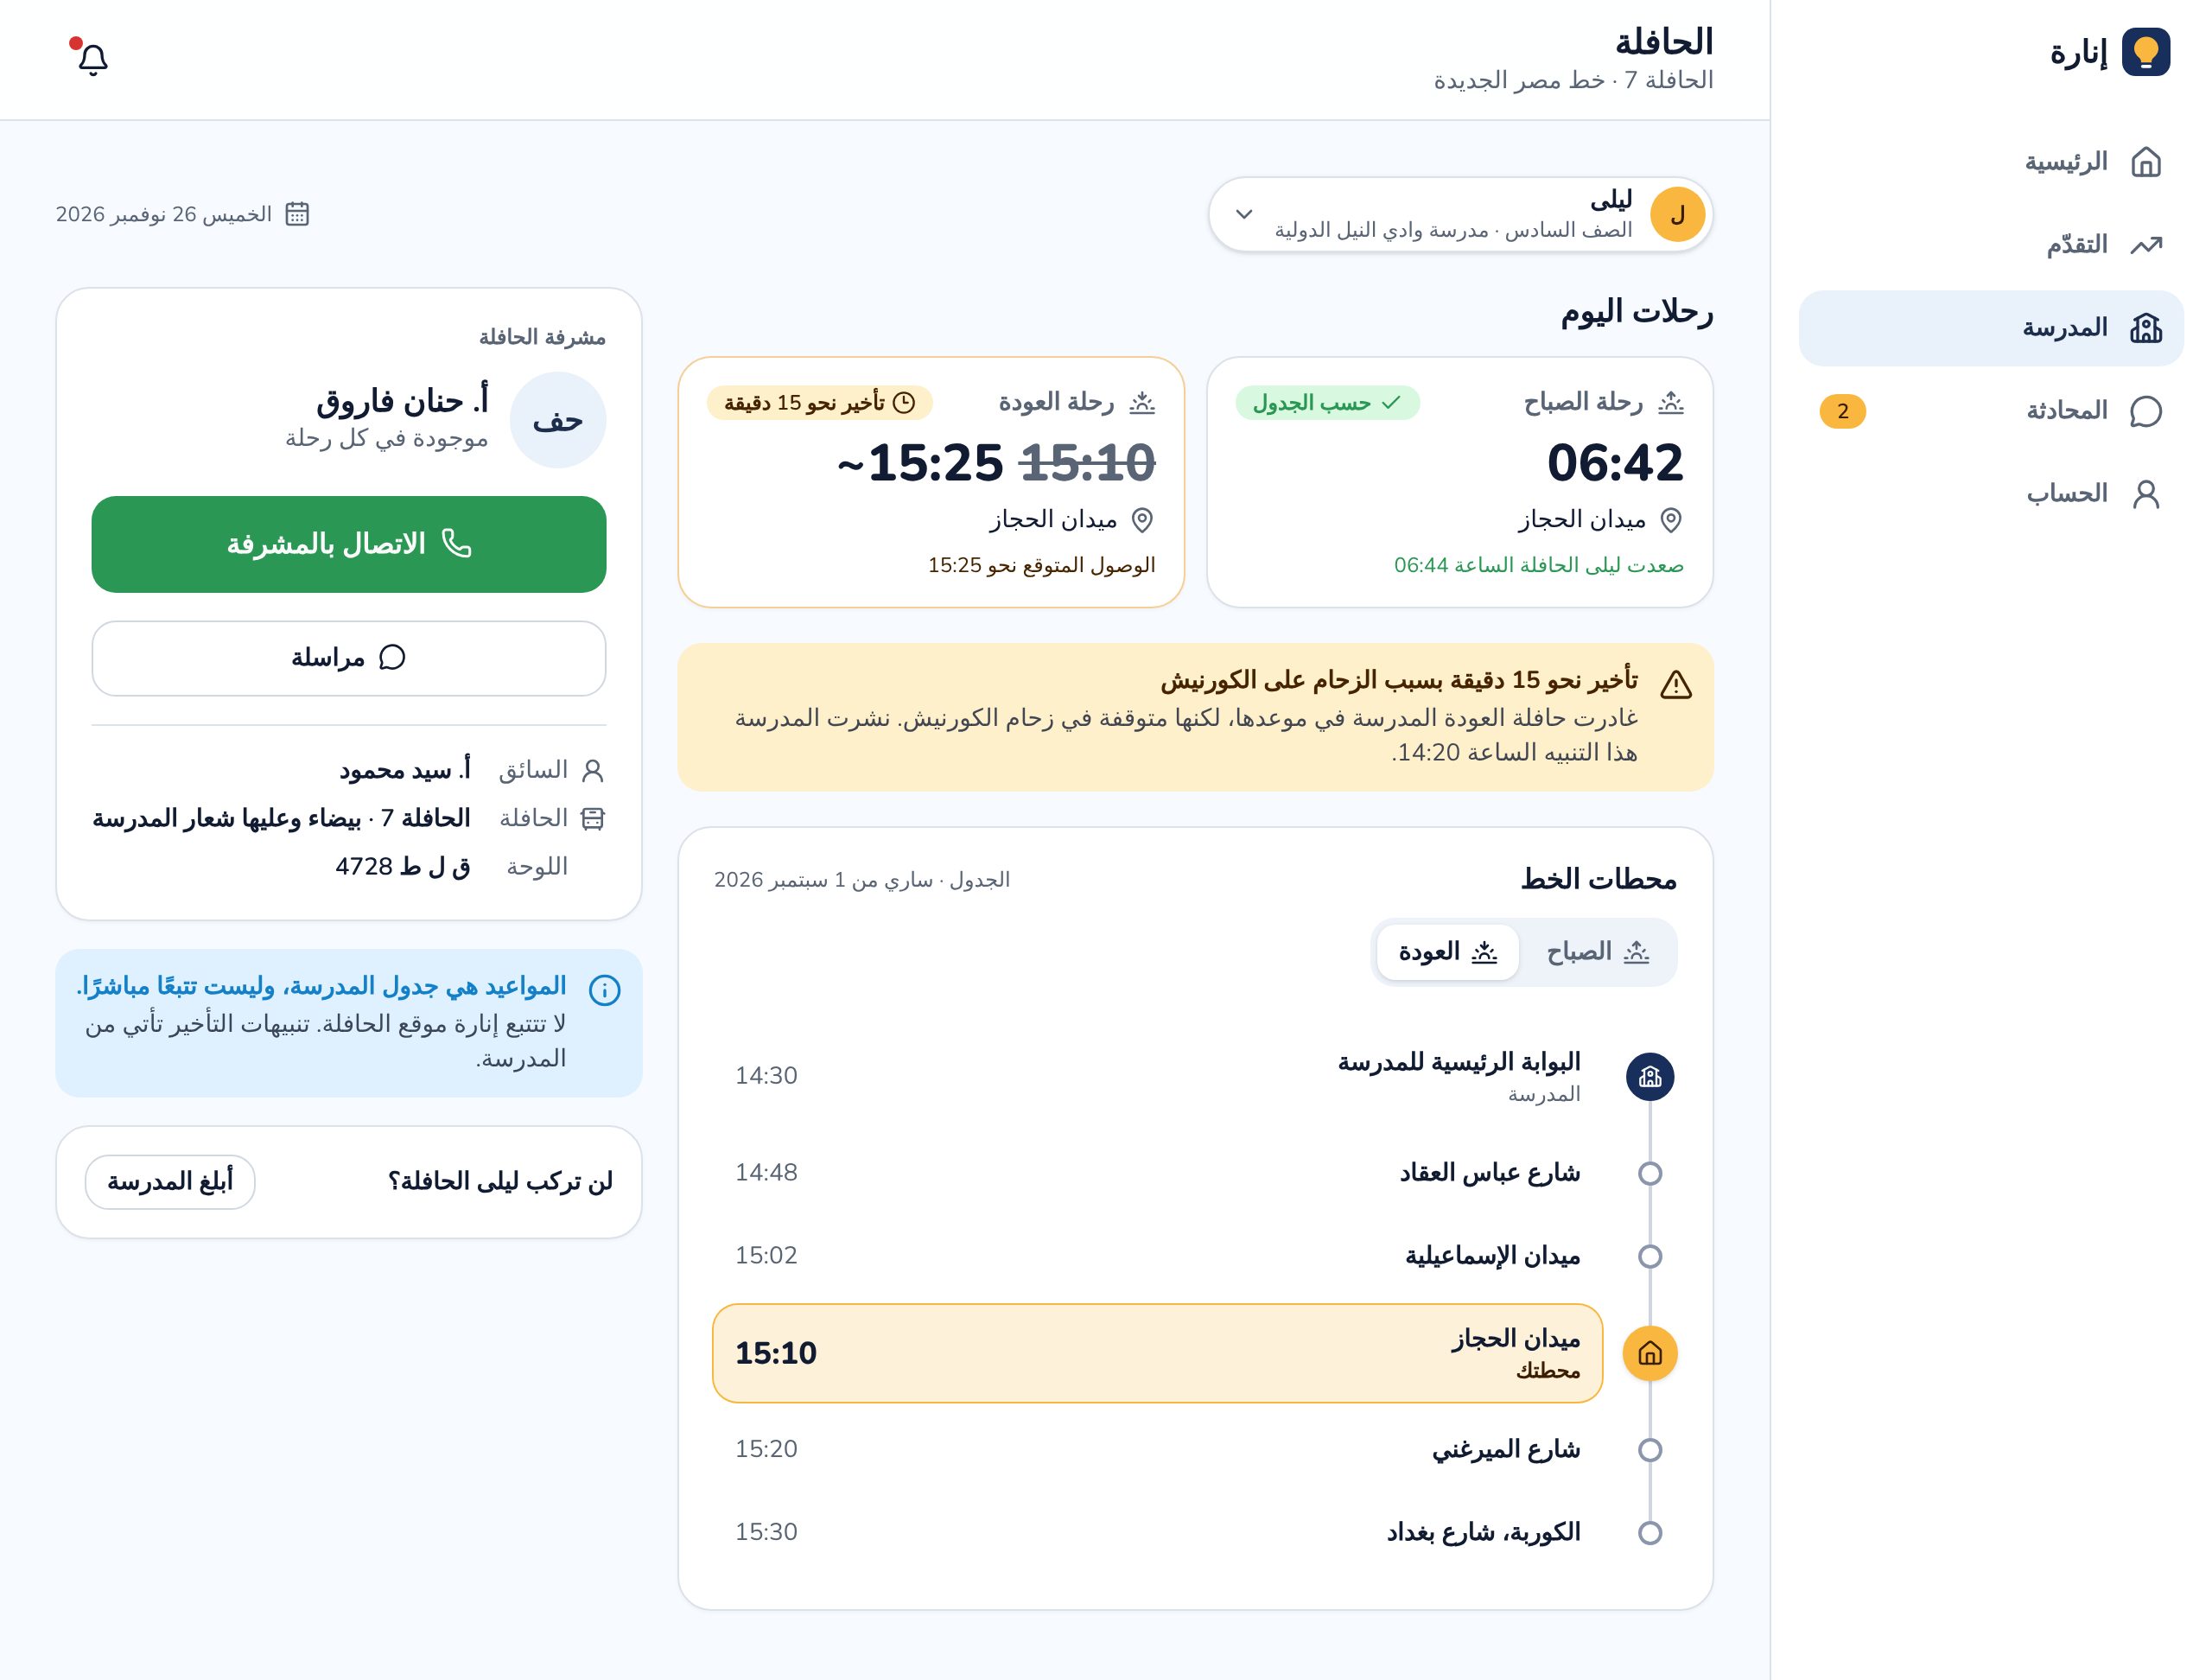 إنارة
الرئيسية
التقدّم
المدرسة
المحادثة
2
الحساب
الحافلة
الحافلة 7 · خط مصر الجديدة
ل
ليلى
الصف السادس · مدرسة وادي النيل الدولية
الخميس 26 نوفمبر 2026
رحلات اليوم
رحلة الصباح
حسب الجدول
06:42
ميدان الحجاز
صعدت ليلى الحافلة الساعة 06:44
رحلة العودة
تأخير نحو 15 دقيقة
15:10 15:25~
ميدان الحجاز
الوصول المتوقع نحو 15:25
تأخير نحو 15 دقيقة بسبب الزحام على الكورنيش
غادرت حافلة العودة المدرسة في موعدها، لكنها متوقفة في زحام الكورنيش. نشرت المدرسة
هذا التنبيه الساعة 14:20.
محطات الخط
الجدول · ساري من 1 سبتمبر 2026
الصباح
العودة
البوابة الرئيسية للمدرسة
المدرسة
14:30
شارع عباس العقاد
14:48
ميدان الإسماعيلية
15:02
ميدان الحجاز
محطتك
15:10
شارع الميرغني
15:20
الكوربة، شارع بغداد
15:30
مشرفة الحافلة
حف
أ. حنان فاروق
موجودة في كل رحلة
الاتصال بالمشرفة
مراسلة
السائق
أ. سيد محمود
الحافلة
الحافلة 7 · بيضاء وعليها شعار المدرسة
اللوحة
ق ل ط 4728
المواعيد هي جدول المدرسة، وليست تتبعًا مباشرًا.
لا تتتبع إنارة موقع الحافلة. تنبيهات التأخير تأتي من
المدرسة.
لن تركب ليلى الحافلة؟
أبلغ المدرسة